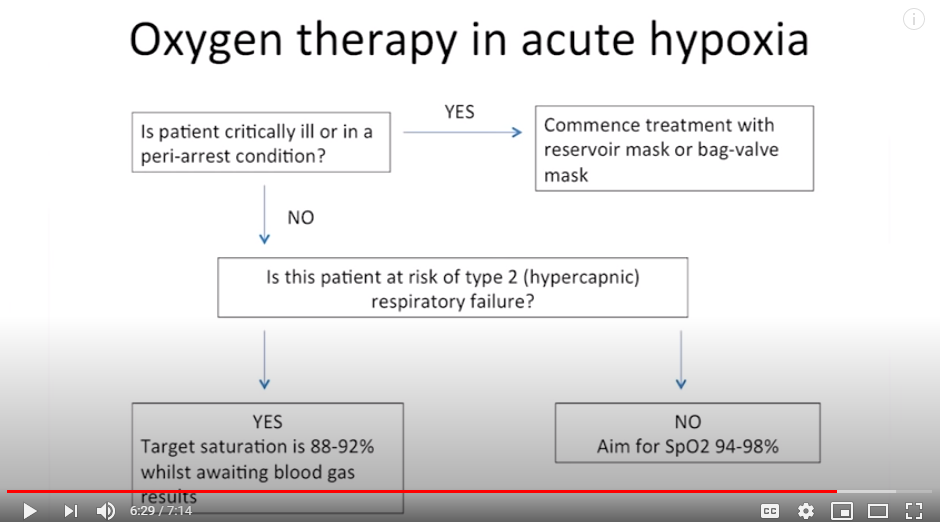 Oxygen therapy in acute hypoxia
Is patient critically ill or in a
peri-arrest condition?
YES
Commence treatment with
reservoir mask or bag-valve
mask
NO
Is this patient at risk of type 2 (hypercapnic)
respiratory failure?
YES
Target saturation is 88-92%
whilst awaiting blood gas
results
NO
Aim for SpO2 94-98%
6:29 / 7:14
CC